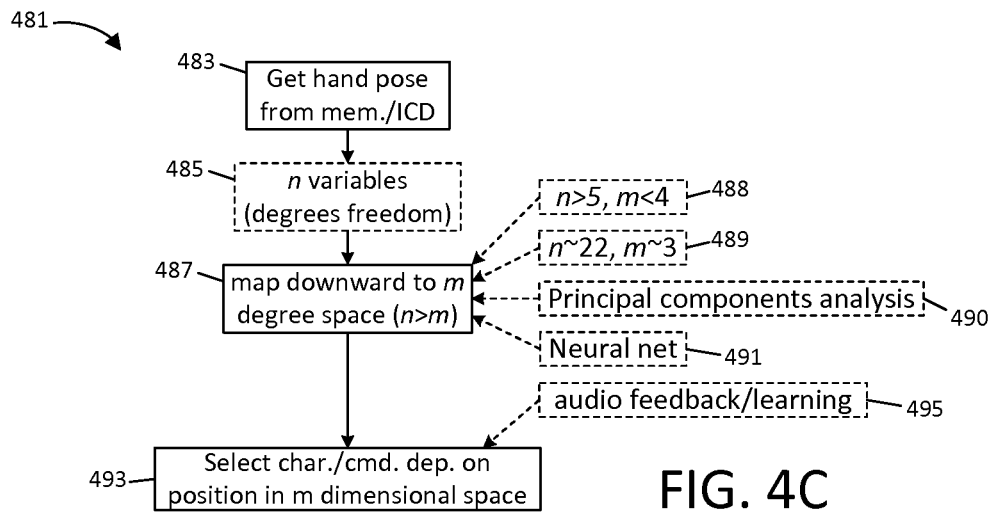 481
483
Get hand pose
from mem./ICD
485
n variables
(degrees freedom)
487
map downward to m
degree space (n>m)
n>5, m<4
488
n~22, m~3
489
Principal components analysis
490
Neural net
491
audio feedback/learning
495
493
Select char./cmd. dep. on
position in m dimensional space
FIG. 4C